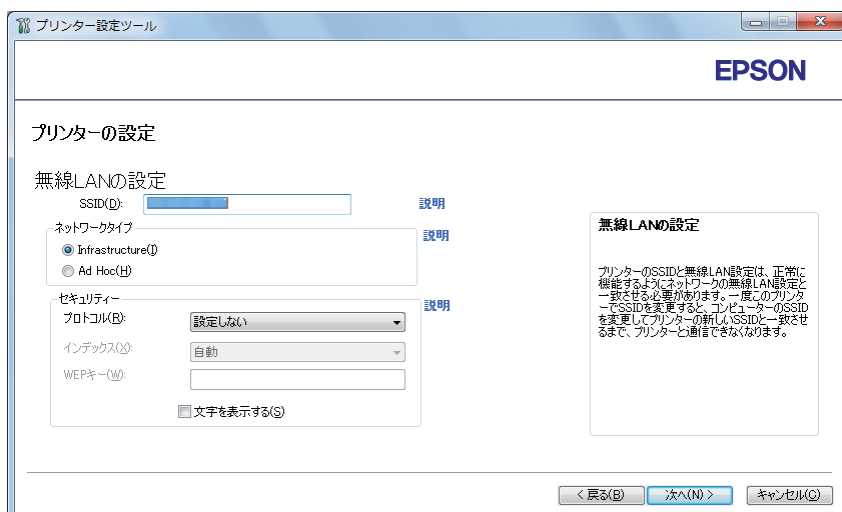 プリンター設定ツール
EPSON
プリンターの設定
無線LANの設定
SSID(D):
説明
ネットワークタイプ
説明
Infrastructure(I)
Ad Hoc(H)
セキュリティー
説明
プロトコル(R):
設定しない
インデックス(X):
自動
WEPキー(W):
文字を表示する(S)
無線LANの設定
プリンターのSSIDと無線LAN設定は、正常に
機能するようにネットワークの無線LAN設定と
一致させる必要があります。一度このプリンタ
ーでSSIDを変更すると、コンピューターのSSID
を変更してプリンターの新しいSSIDと一致させ
るまで、プリンターと通信できなくなります。
< 戻る(B)
次へ(N) >
キャンセル(C)